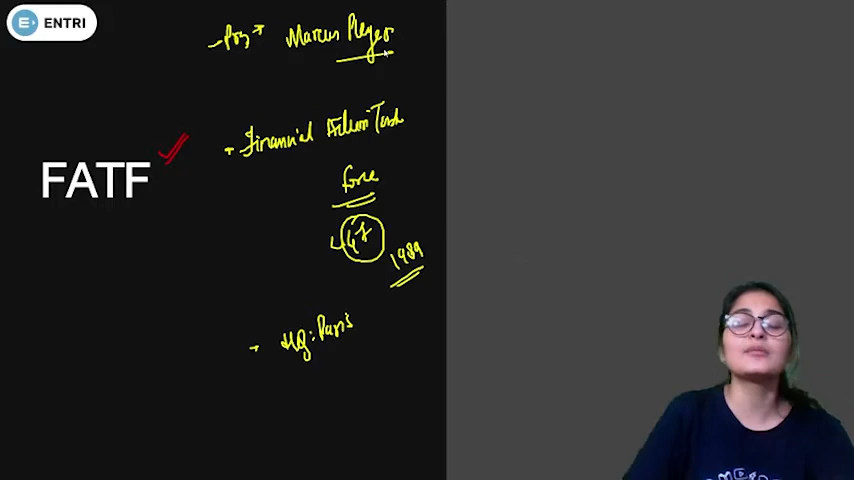 ENTRI
Pres Marcus Pleyer
FATF
Financial Action Task
force
G7
1989
HQ: Paris